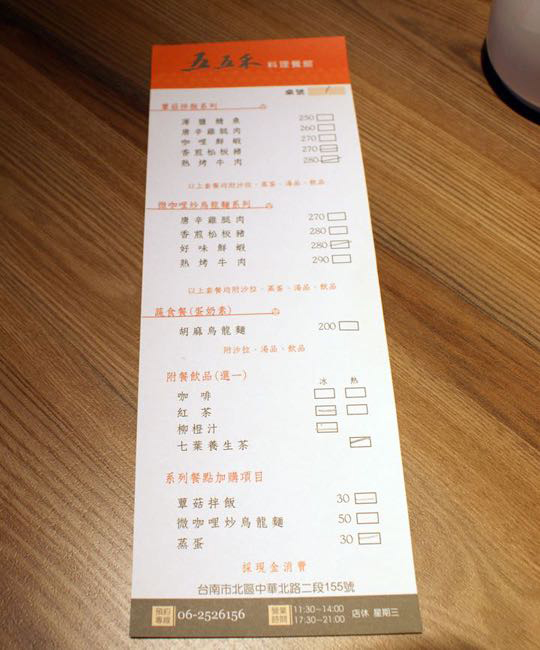 五五禾 料理餐館
桌號
蕈菇拌飯系列
薄鹽鯖魚 250
唐辛雞腿肉 260
咖哩鮮蝦 270
香煎松板豬 270
熱烤牛肉 280
以上套餐均附沙拉、蒸蛋、湯品、飲品
微咖哩炒烏龍麵系列
唐辛雞腿肉 270
香煎松板豬 280
好味鮮蝦 280
熱烤牛肉 290
以上套餐均附沙拉、蒸蛋、湯品、飲品
蔬食餐(蛋奶素)
胡麻烏龍麵 200
附沙拉、湯品、飲品
附餐飲品(選一) 冰 熱
咖啡
紅茶
柳橙汁
七葉養生茶
系列餐點加購項目
蕈菇拌飯 30
微咖哩炒烏龍麵 50
蒸蛋 30
採現金消費
台南市北區中華北路二段155號
預約專線 06-2526156 營業時間 11:30~14:00 17:30~21:00 店休 星期三